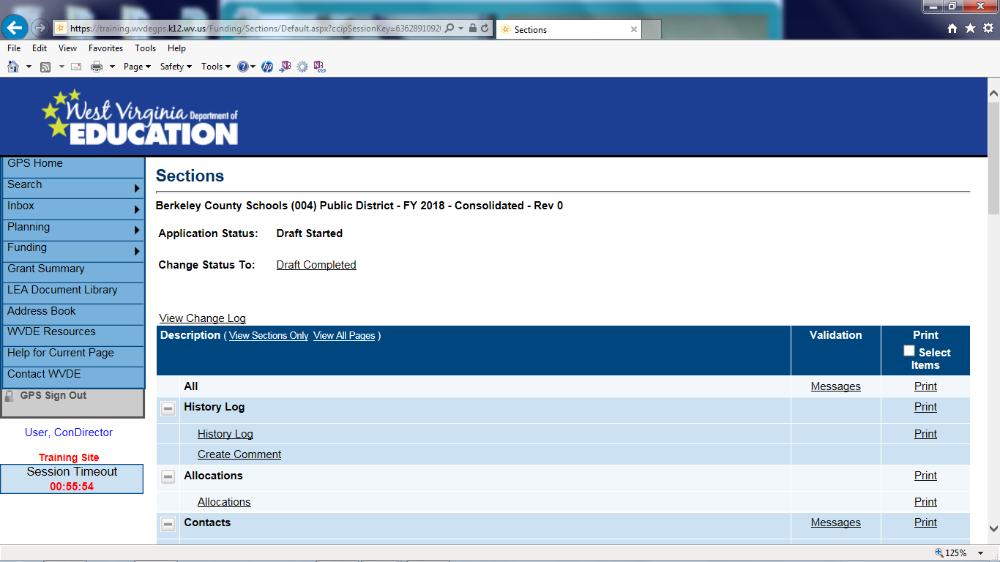 https://training.wvdegps.k12.wv.us/Funding/Sections/Default.aspx?ccipSessionKey=6362891092
Sections
File Edit View Favorites Tools Help
Page Safety Tools
West Virginia Department of
EDUCATION
GPS Home
Search
Inbox
Planning
Funding
Grant Summary
LEA Document Library
Address Book
WVDE Resources
Help for Current Page
Contact WVDE
GPS Sign Out
User, ConDirector
Training Site
Session Timeout
00:55:54
Sections
Berkeley County Schools (004) Public District - FY 2018 - Consolidated - Rev 0
Application Status: Draft Started
Change Status To: Draft Completed
View Change Log
Description ( View Sections Only View All Pages ) Validation Print
Select
Items
All Messages Print
History Log Print
History Log Print
Create Comment
Allocations Print
Allocations Print
Contacts Messages Print
125%